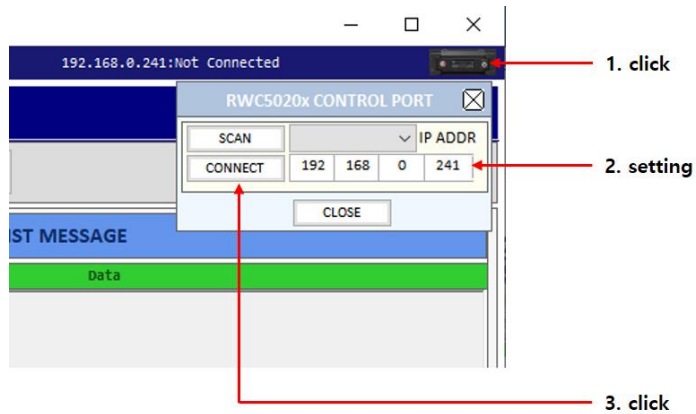 192.168.0.241:Not Connected
1. click
RWC5020x CONTROL PORT
SCAN
IP ADDR
CONNECT
192 168 0 241
2. setting
CLOSE
ST MESSAGE
Data
3. click